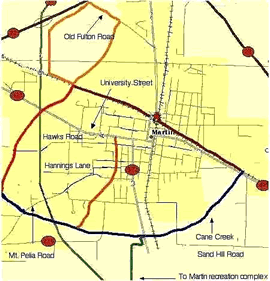 Old Fulton Road
University Street
Martin
Hawks Road
Hannings Lane
Cane Creek
Mt. Pelia Road
Sand Hill Road
To Martin recreation complex